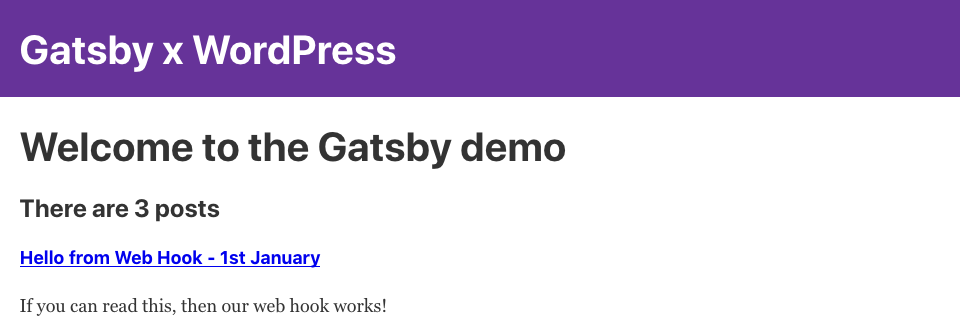 Gatsby x WordPress
Welcome to the Gatsby demo
There are 3 posts
Hello from Web Hook - 1st January
If you can read this, then our web hook works!